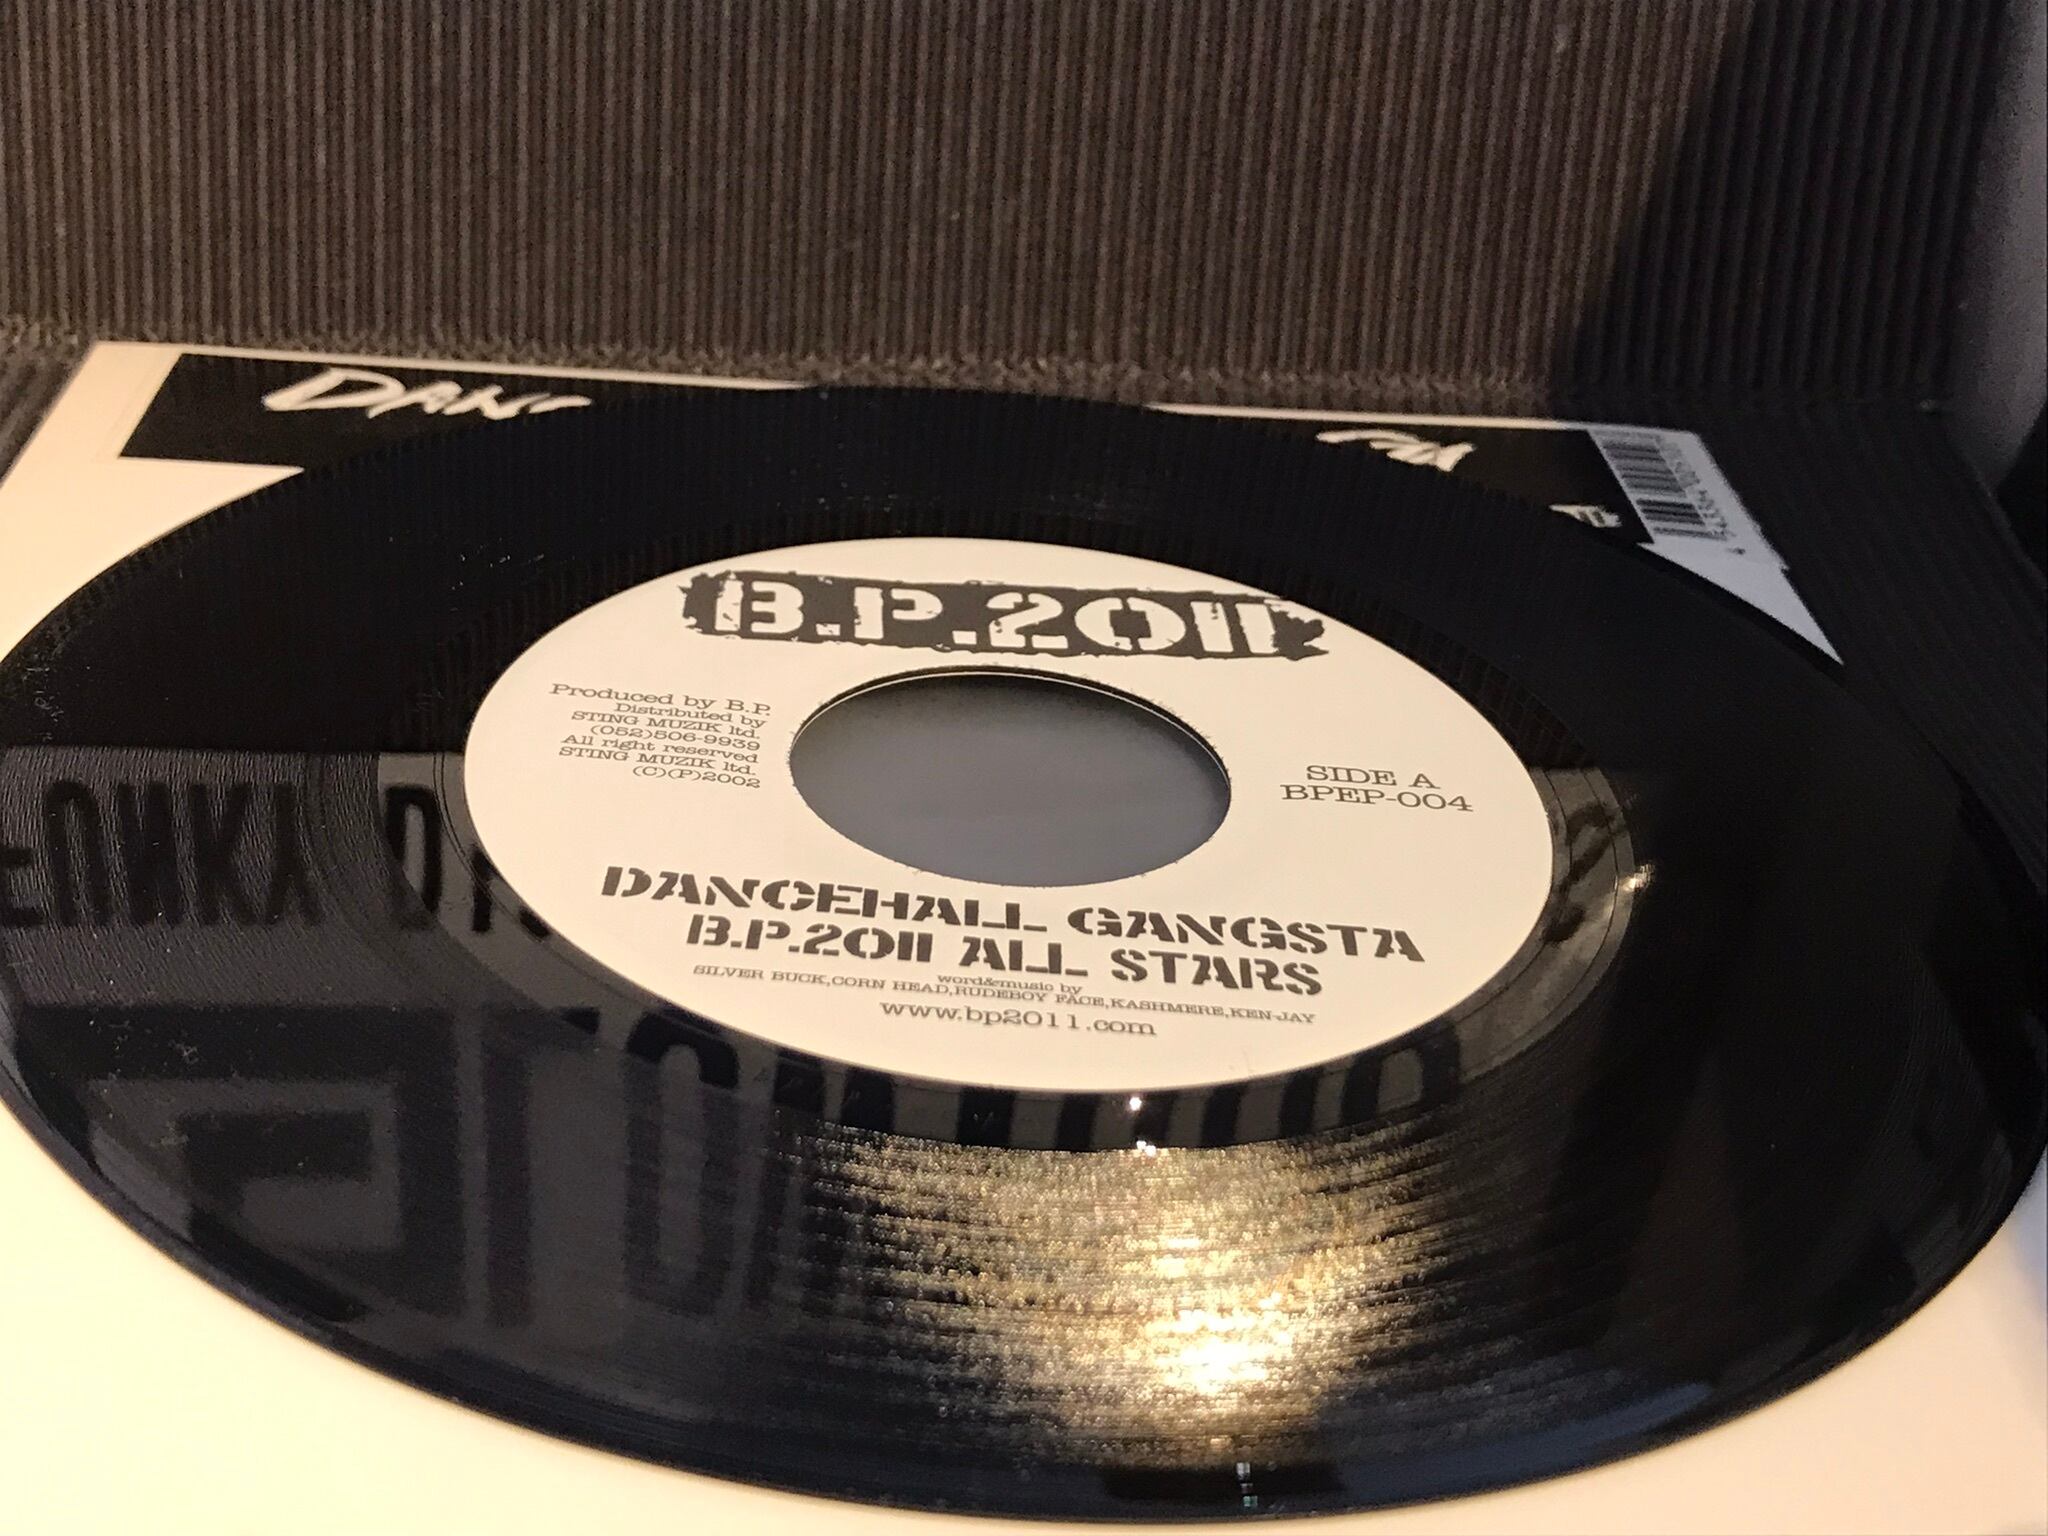 DANC
B.P.2011
Produced by B.P.
Distributed by
STING MUZIK ltd.
(052)506-9939
All right reserved
STING MUZIK ltd.
(C)(P)2002
SIDE A
BPEP-004
DANCEHALL GANGSTA
B.P.2011 ALL STARS
word&music by
SILVER BUCK,CORN HEAD,RUDEBOY FACE,KASHMERE,KEN-JAY
www.bp2011.com